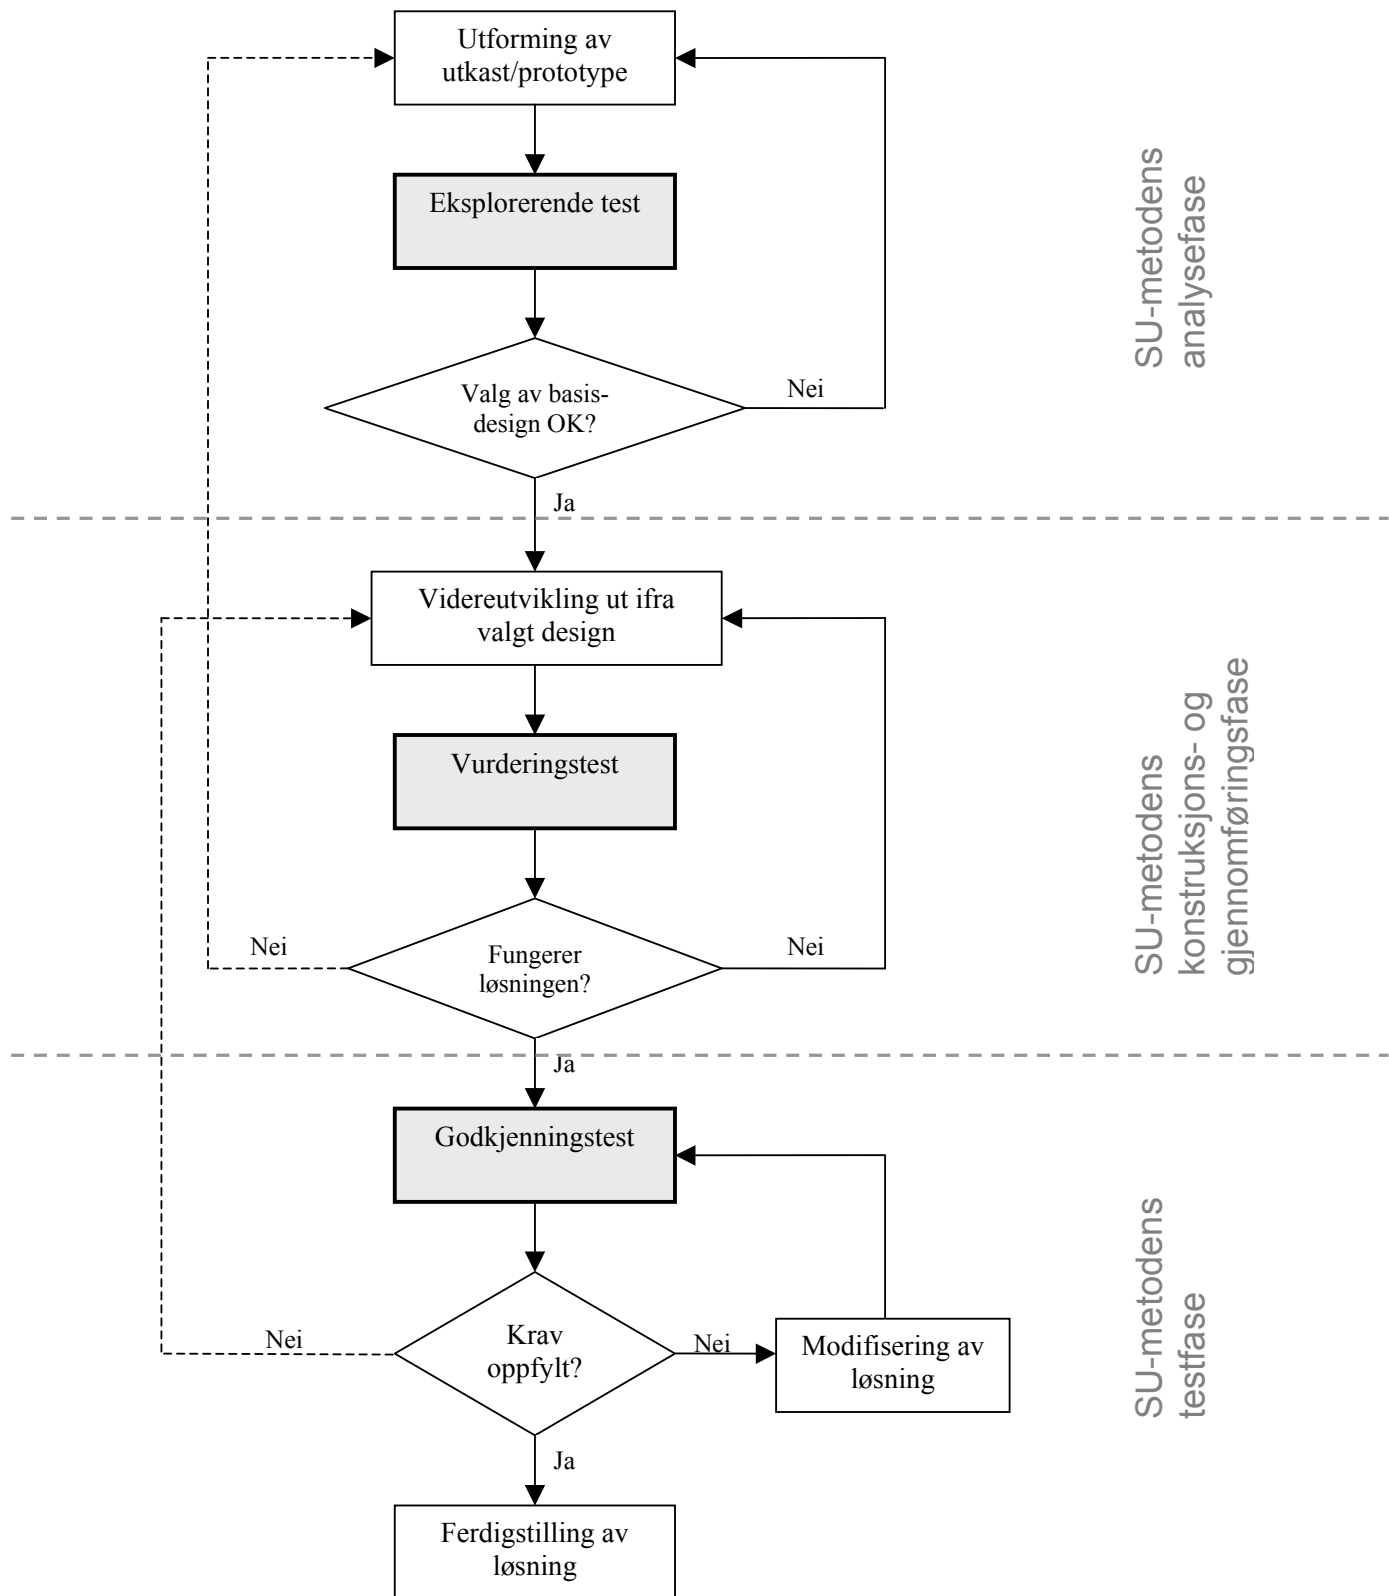 Utforming av
utkast/prototype
Eksplorerende test
SU-metodens
analysefase
Valg av basis-
design OK?
Nei
Ja
Videreutvikling ut ifra
valgt design
Vurderingstest
SU-metodens
konstruksjons- og
gjennomføringsfase
Nei
Fungerer
løsningen?
Nei
Ja
Godkjenningstest
SU-metodens
testfase
Nei
Krav
oppfylt?
Nei
Modifisering av
løsning
Ja
Ferdigstilling av
løsning